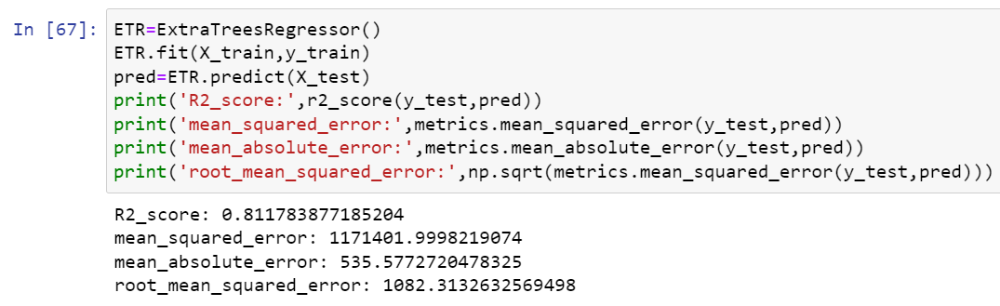 In [67]: ETR=ExtraTreesRegressor()
ETR.fit(X_train,y_train)
pred=ETR.predict(X_test)
print('R2_score:',r2_score(y_test,pred))
print('mean_squared_error:',metrics.mean_squared_error(y_test,pred))
print('mean_absolute_error:',metrics.mean_absolute_error(y_test,pred))
print('root_mean_squared_error:',np.sqrt(metrics.mean_squared_error(y_test,pred)))
R2_score: 0.811783877185204
mean_squared_error: 1171401.9998219074
mean_absolute_error: 535.5772720478325
root_mean_squared_error: 1082.3132632569498